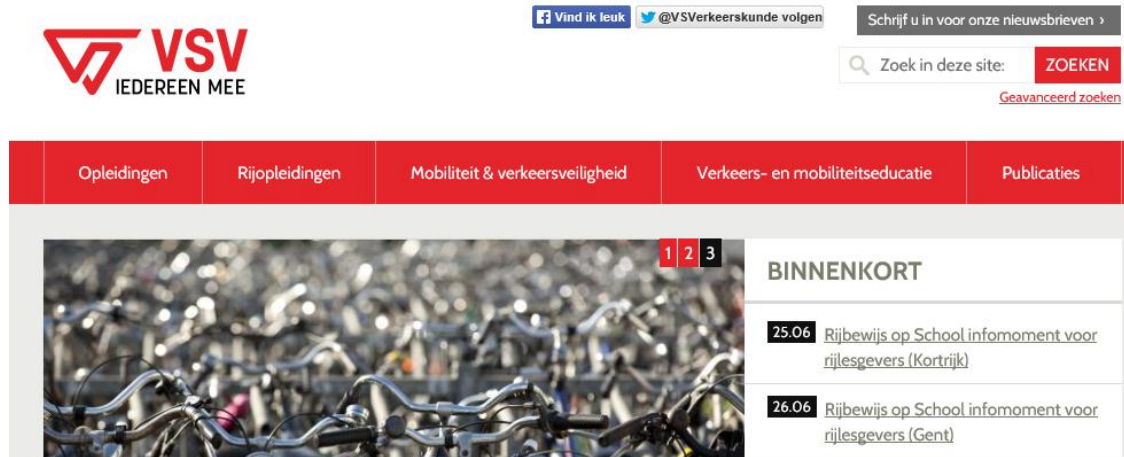 Vind ik leuk
@VSVerkeerskunde volgen
Schrijf u in voor onze nieuwsbrieven ›
VSV
IEDEREEN MEE
Zoek in deze site:
ZOEKEN
Geavanceerd zoeken
Opleidingen
Rijopleidingen
Mobiliteit & verkeersveiligheid
Verkeers- en mobiliteitseducatie
Publicaties
1 2 3
BINNENKORT
25.06 Rijbewijs op School infomoment voor
rijlesgevers (Kortrijk)
26.06 Rijbewijs op School infomoment voor
rijlesgevers (Gent)